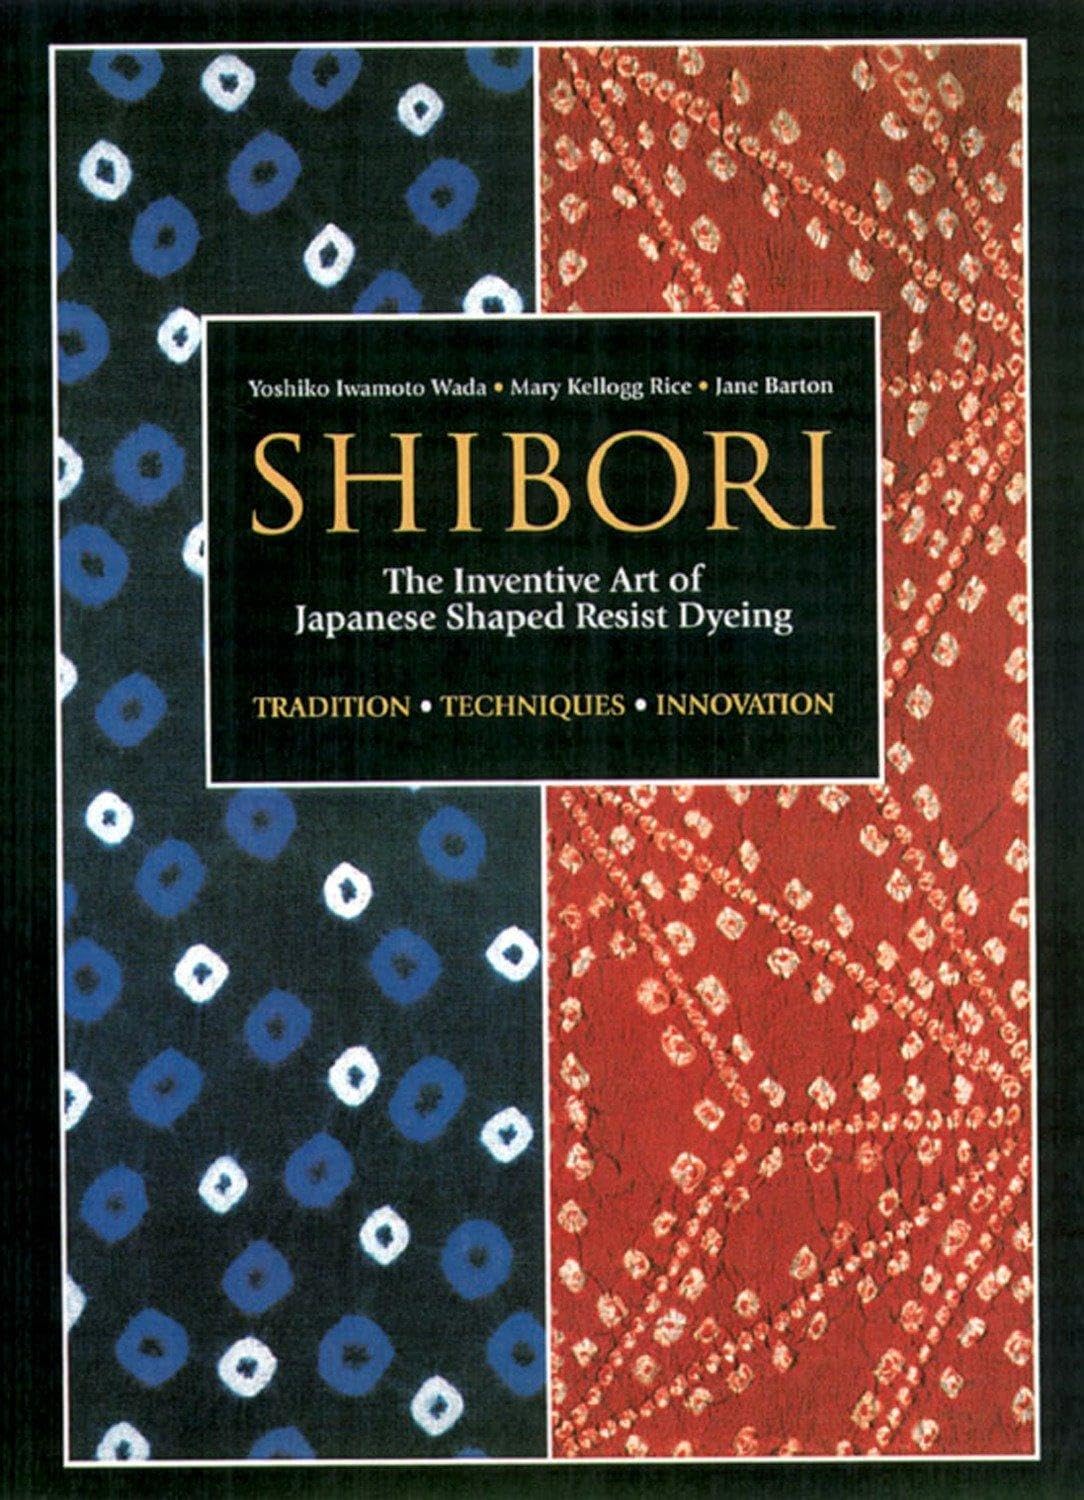 Yoshiko Iwamoto Wada • Mary Kellogg Rice • Jane Barton
SHIBORI
The Inventive Art of
Japanese Shaped Resist Dyeing
TRADITION • TECHNIQUES • INNOVATION